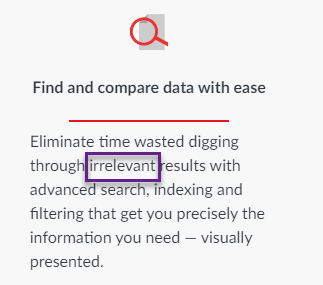 Find and compare data with ease
Eliminate time wasted digging
through irrelevant results with
advanced search, indexing and
filtering that get you precisely the
information you need — visually
presented.